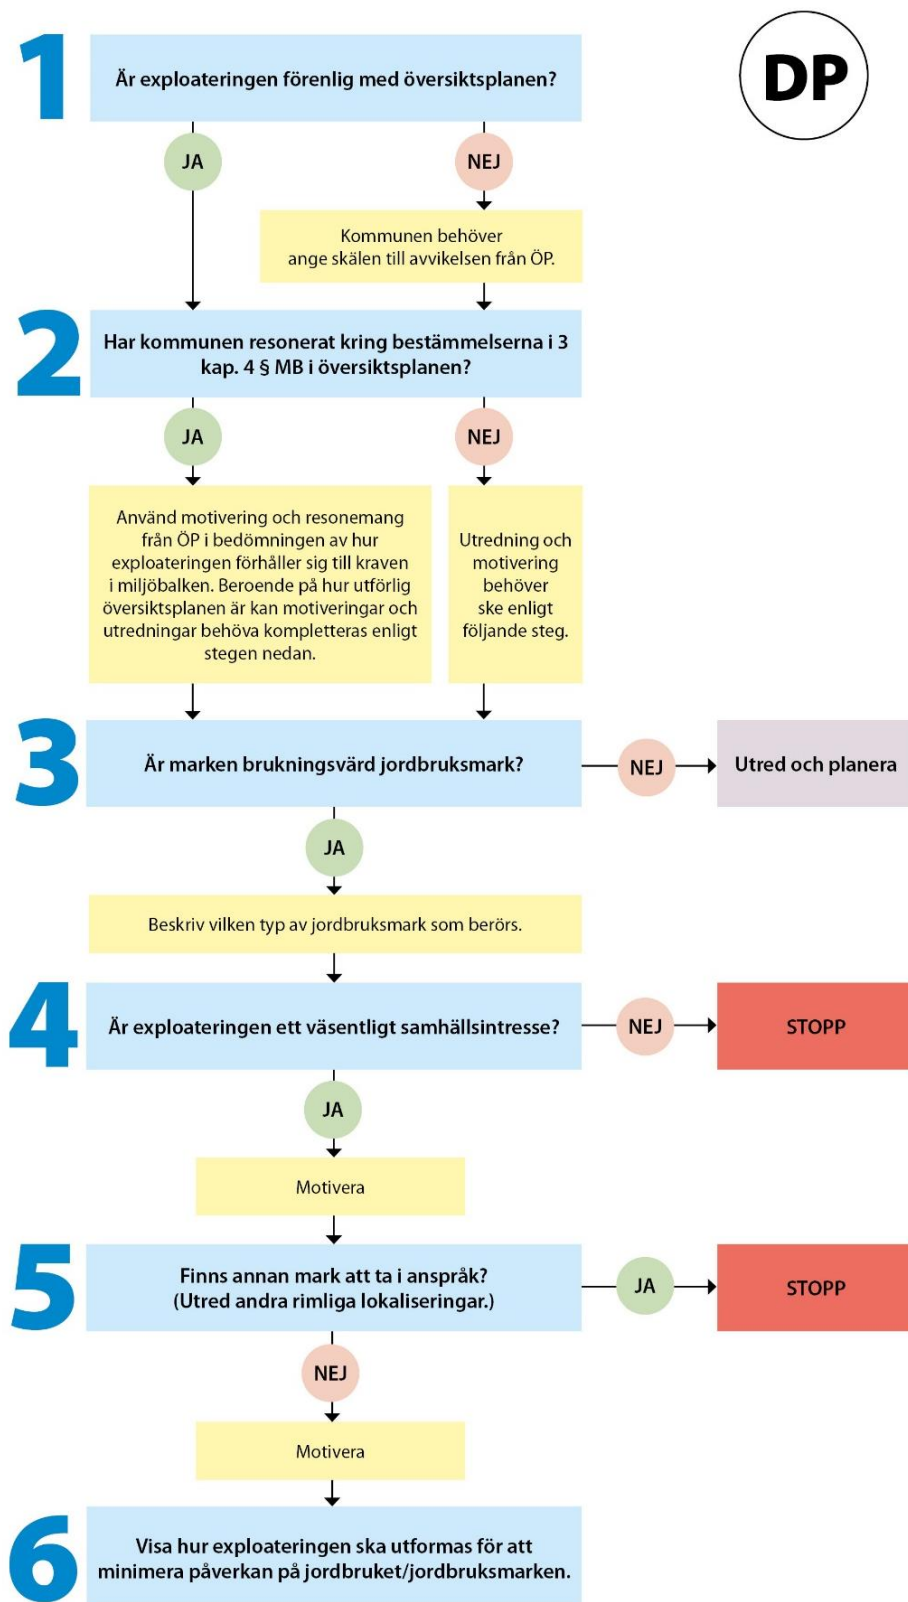 1
Är exploateringen förenlig med översiktsplanen?
DP
JA
NEJ
Kommunen behöver
ange skälen till avvikelsen från ÖP.
2
Har kommunen resonerat kring bestämmelserna i 3
kap. 4 § MB i översiktsplanen?
JA
NEJ
Använd motivering och resonemang
från ÖP i bedömningen av hur
exploateringen förhåller sig till kraven
i miljöbalken. Beroende på hur utförlig
översiktsplanen är kan motiveringar och
utredningar behöva kompletteras enligt
stegen nedan.
Utredning och
motivering
behöver
ske enligt
följande steg.
3
Är marken brukningsvärd jordbruksmark?
NEJ
Utred och planera
JA
Beskriv vilken typ av jordbruksmark som berörs.
4
Är exploateringen ett väsentligt samhällsintresse?
NEJ
STOPP
JA
Motivera
5
Finns annan mark att ta i anspråk?
(Utred andra rimliga lokaliseringar.)
JA
STOPP
NEJ
Motivera
6
Visa hur exploateringen ska utformas för att
minimera påverkan på jordbruket/jordbruksmarken.